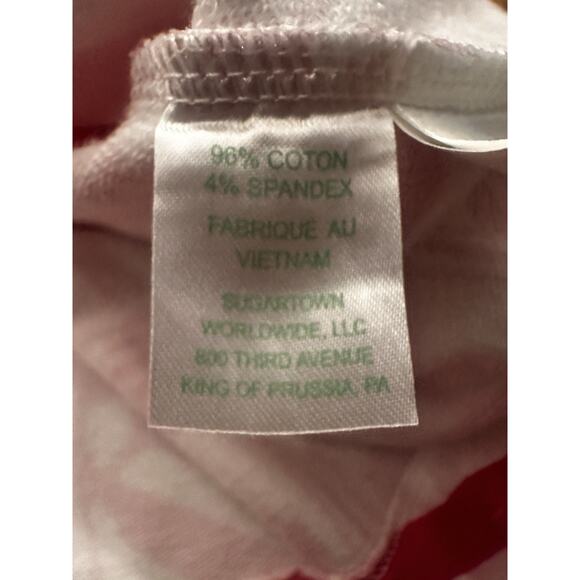 96% COTON
4% SPANDEX
FABRIQUÉ AU
VIETNAM
SUGARTOWN
WORLDWIDE, LLC
800 THIRD AVENUE
KING OF PRUSSIA, PA